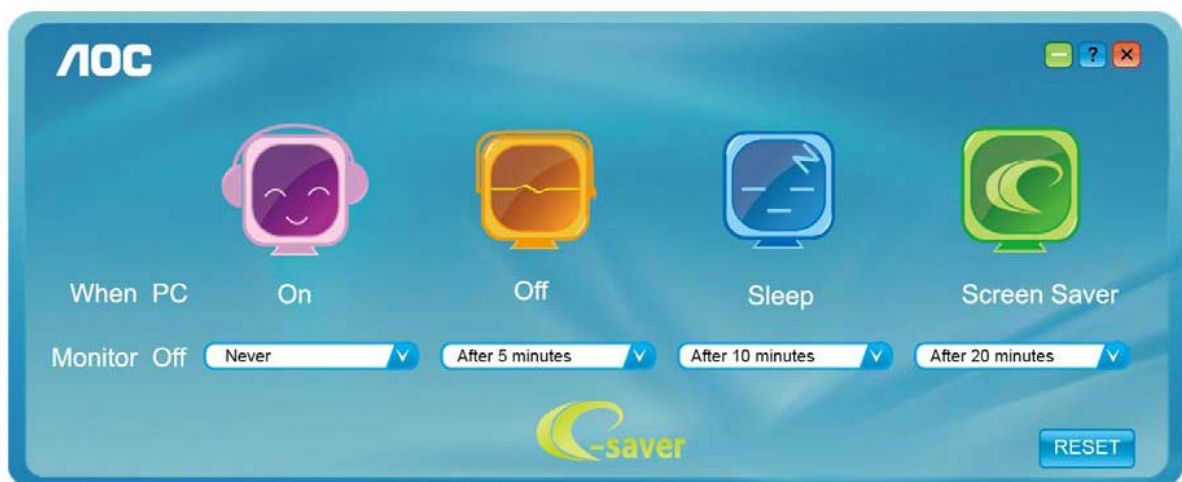 AOC
?
When PC On Off Sleep Screen Saver
Monitor Off Never After 5 minutes After 10 minutes After 20 minutes
e-saver
RESET